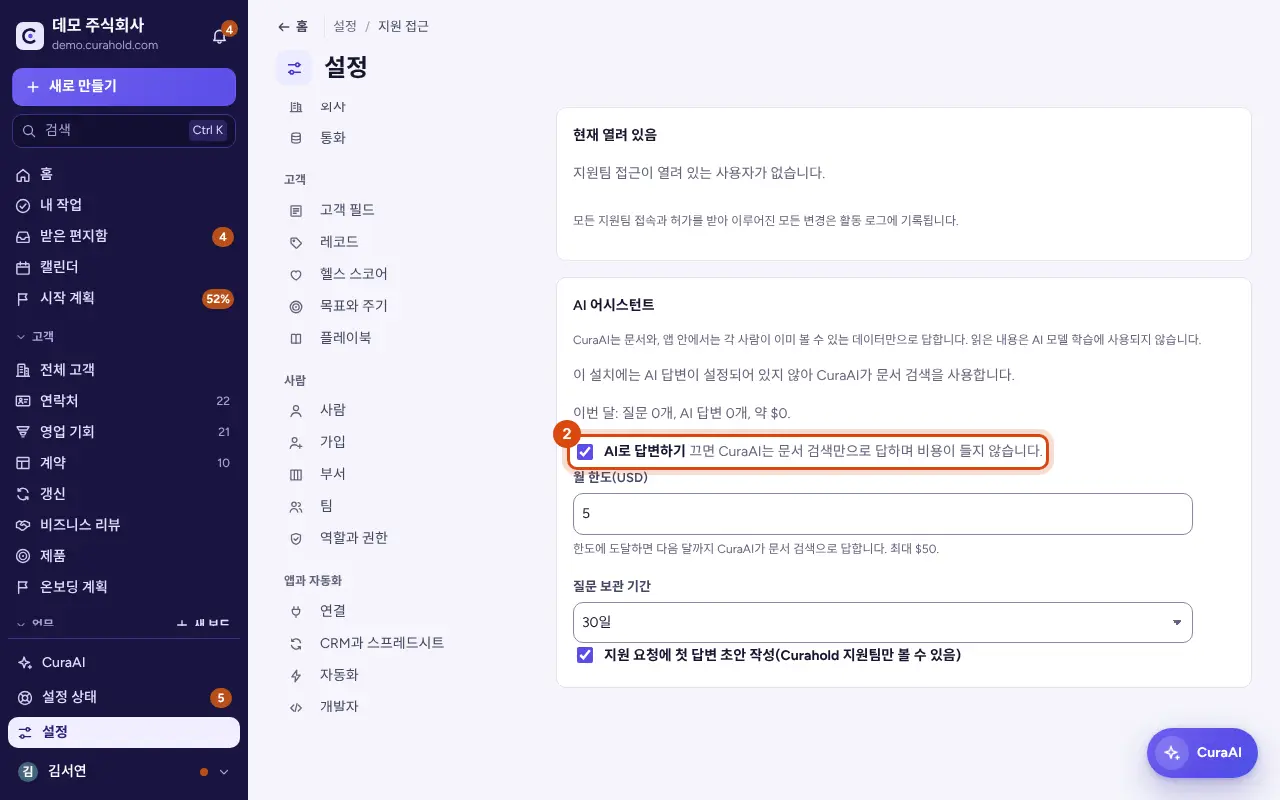 데모 주식회사
demo.curahold.com
4
새로 만들기
검색
Ctrl K
홈
내 작업
받은 편지함
4
캘린더
시작 계획
52%
고객
전체 고객
연락처
22
영업 기회
21
계약
10
갱신
비즈니스 리뷰
제품
온보딩 계획
업무
새 보드
CuraAI
설정 상태
5
설정
김
김서연
홈
설정 / 지원 접근
설정
회사
통화
고객
고객 필드
레코드
헬스 스코어
목표와 주기
플레이북
사람
사람
가입
부서
팀
역할과 권한
앱과 자동화
연결
CRM과 스프레드시트
자동화
개발자
현재 열려 있음
지원팀 접근이 열려 있는 사용자가 없습니다.
모든 지원팀 접속과 허가를 받아 이루어진 모든 변경은 활동 로그에 기록됩니다.
AI 어시스턴트
CuraAI는 문서와, 앱 안에서는 각 사람이 이미 볼 수 있는 데이터만으로 답합니다. 읽은 내용은 AI 모델 학습에 사용되지 않습니다.
이 설치에는 AI 답변이 설정되어 있지 않아 CuraAI가 문서 검색을 사용합니다.
이번 달: 질문 0개, AI 답변 0개, 약 $0.
2
AI로 답변하기 끄면 CuraAI는 문서 검색만으로 답하며 비용이 들지 않습니다.
월 한도(USD)
5
한도에 도달하면 다음 달까지 CuraAI가 문서 검색으로 답합니다. 최대 $50.
질문 보관 기간
30일
지원 요청에 첫 답변 초안 작성(Curahold 지원팀만 볼 수 있음)
CuraAI